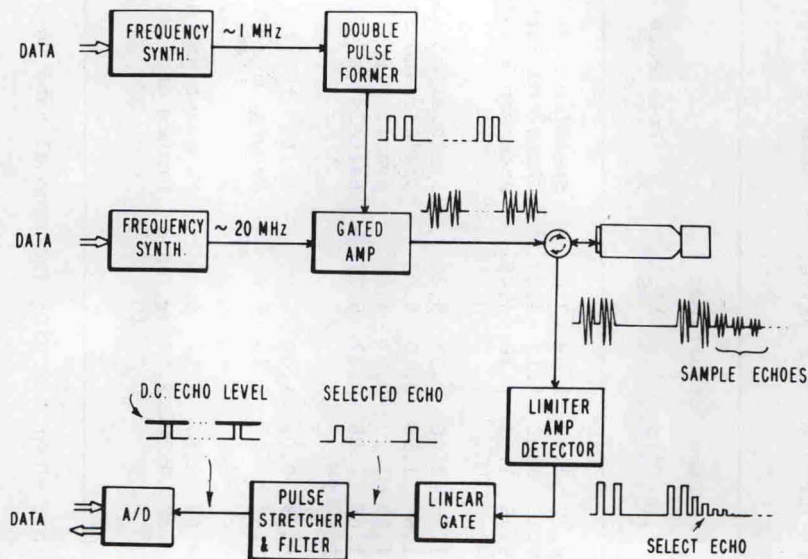 DATA
FREQUENCY
SYNTH.
~1 MHz
DOUBLE
PULSE
FORMER
DATA
FREQUENCY
SYNTH.
~ 20 MHz
GATED
AMP
SAMPLE ECHOES
LIMITER
AMP
DETECTOR
SELECT ECHO
D.C. ECHO LEVEL
SELECTED ECHO
DATA
A/D
PULSE
STRETCHER
& FILTER
LINEAR
GATE